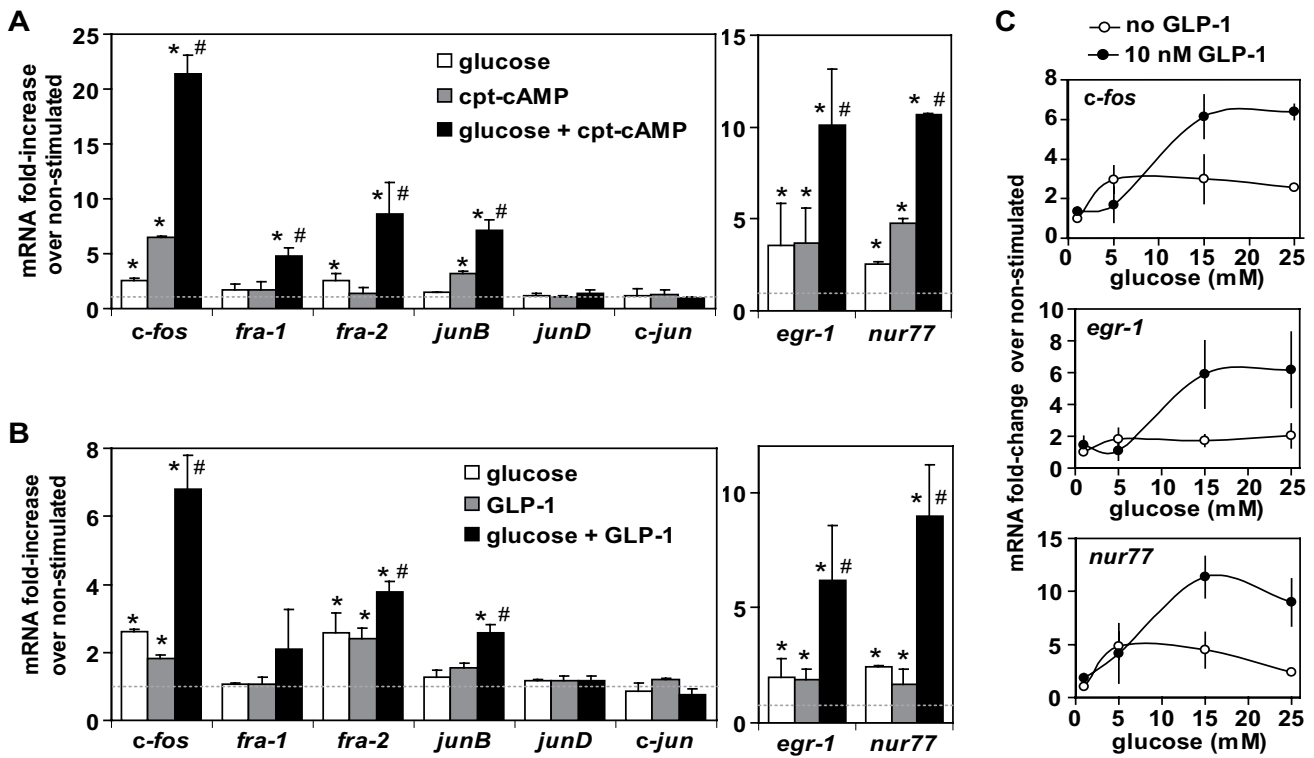 A
mRNA fold-increase
over non-stimulated
25
20
15
10
5
0
* * * # * # * * # * * #
glucose
cpt-cAMP
glucose + cpt-cAMP
c-fos fra-1 fra-2 junB junD c-jun
15
10
5
0
* * * # * * * #
egr-1 nur77
B
mRNA fold-increase
over non-stimulated
8
6
4
2
0
* * * # * * * # * #
glucose
GLP-1
glucose + GLP-1
c-fos fra-1 fra-2 junB junD c-jun
10
5
0
* * * # * * * #
egr-1 nur77
C
no GLP-1
10 nM GLP-1
mRNA fold-change over non-stimulated
c-fos
8
6
4
2
0
0 5 10 15 20 25
glucose (mM)
egr-1
10
8
6
4
2
0
0 5 10 15 20 25
glucose (mM)
nur77
15
10
5
0
0 5 10 15 20 25
glucose (mM)